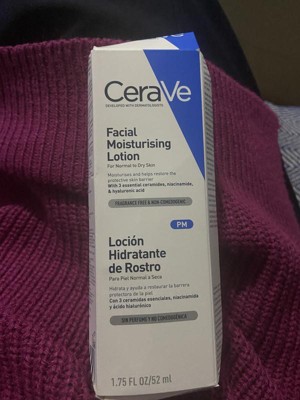 CeraVe
DEVELOPED WITH DERMATOLOGISTS
Facial
Moisturising
Lotion
For Normal to Dry Skin
Moisturises and helps restore the
protective skin barrier
With 3 essential ceramides, niacinamide,
& hyaluronic acid
FRAGRANCE FREE & NON-COMEDOGENIC
PM
Loción
Hidratante
de Rostro
Para Piel Normal a Seca
Hidrata y ayuda a restaurar la barrera
protectora de la piel
Con 3 ceramidas esenciales, niacinamida
y ácido hialurónico
SIN PERFUME Y NO COMEDOGÉNICA
1.75 FL OZ/52 ml